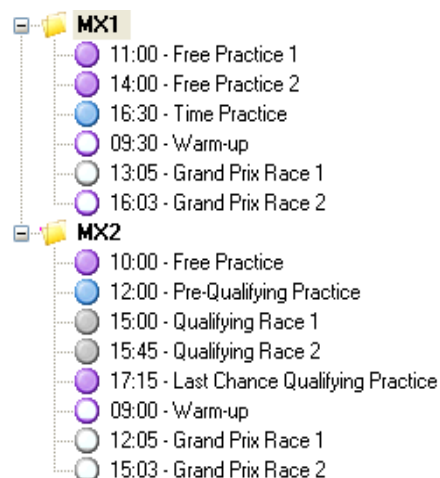 MX1
11:00 - Free Practice 1
14:00 - Free Practice 2
16:30 - Time Practice
09:30 - Warm-up
13:05 - Grand Prix Race 1
16:03 - Grand Prix Race 2
MX2
10:00 - Free Practice
12:00 - Pre-Qualifying Practice
15:00 - Qualifying Race 1
15:45 - Qualifying Race 2
17:15 - Last Chance Qualifying Practice
09:00 - Warm-up
12:05 - Grand Prix Race 1
15:03 - Grand Prix Race 2